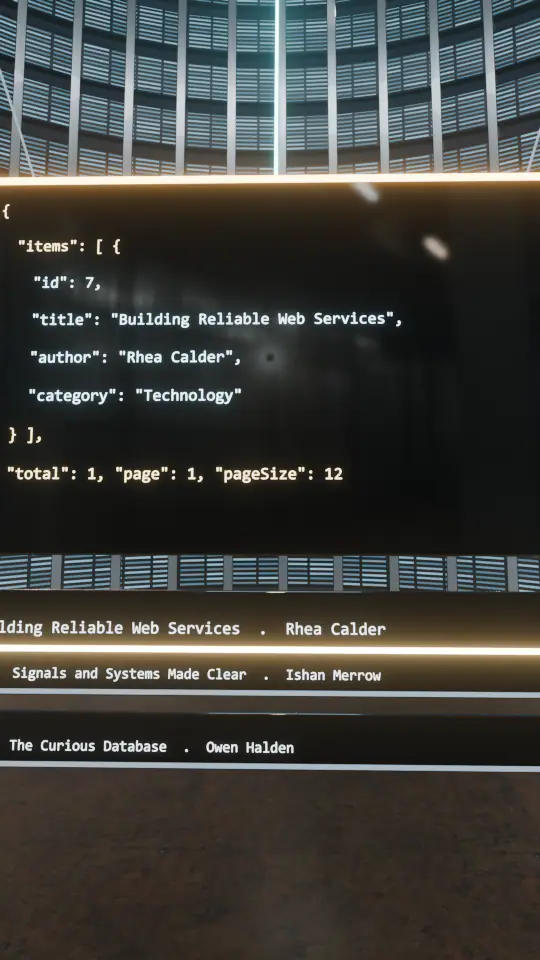 {
"items": [ {
"id": 7,
"title": "Building Reliable Web Services",
"author": "Rhea Calder",
"category": "Technology"
} ],
"total": 1, "page": 1, "pageSize": 12
lding Reliable Web Services . Rhea Calder
Signals and Systems Made Clear . Ishan Merrow
The Curious Database . Owen Halden